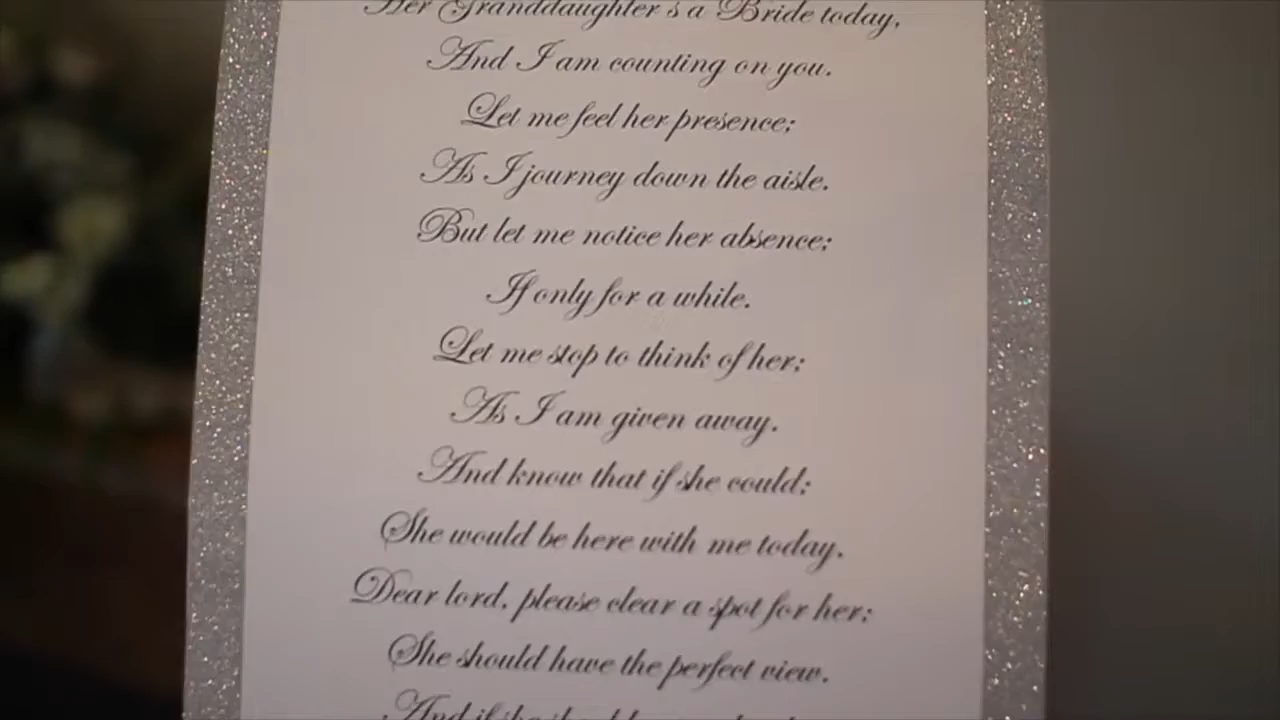 Her Granddaughter's a Bride today,
And I am counting on you.
Let me feel her presence;
As I journey down the aisle.
But let me notice her absence;
If only for a while.
Let me stop to think of her;
As I am given away.
And know that if she could;
She would be here with me today.
Dear lord, please clear a spot for her;
She should have the perfect view.
And if she